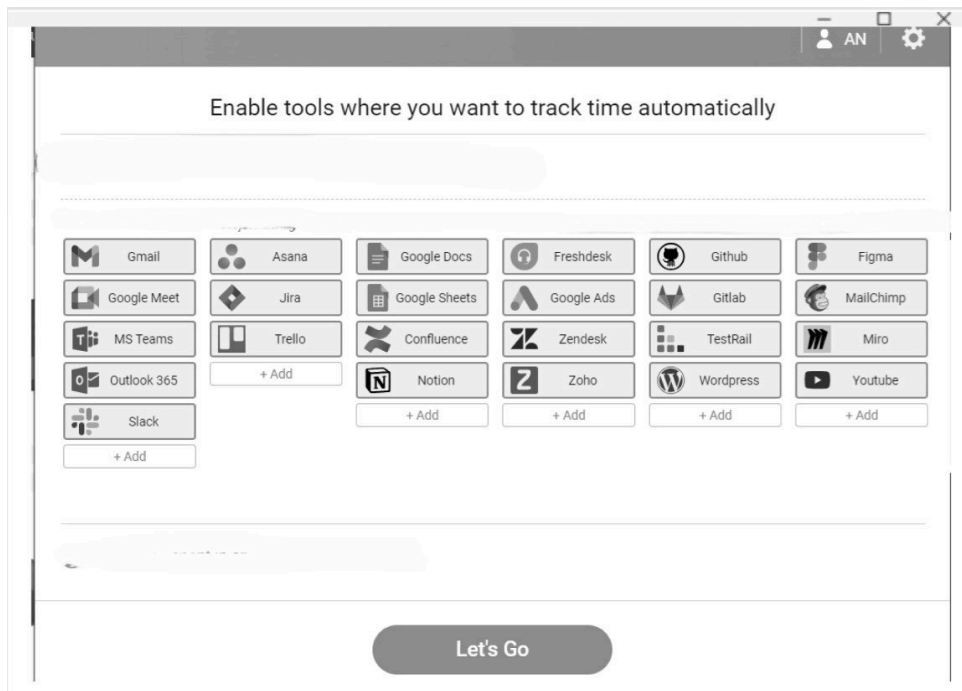 AN
Enable tools where you want to track time automatically
Gmail Asana Google Docs Freshdesk Github Figma
Google Meet Jira Google Sheets Google Ads Gitlab MailChimp
MS Teams Trello Confluence Zendesk TestRail Miro
Outlook 365 + Add Notion Zoho Wordpress Youtube
Slack + Add + Add + Add + Add
+ Add
Let's Go